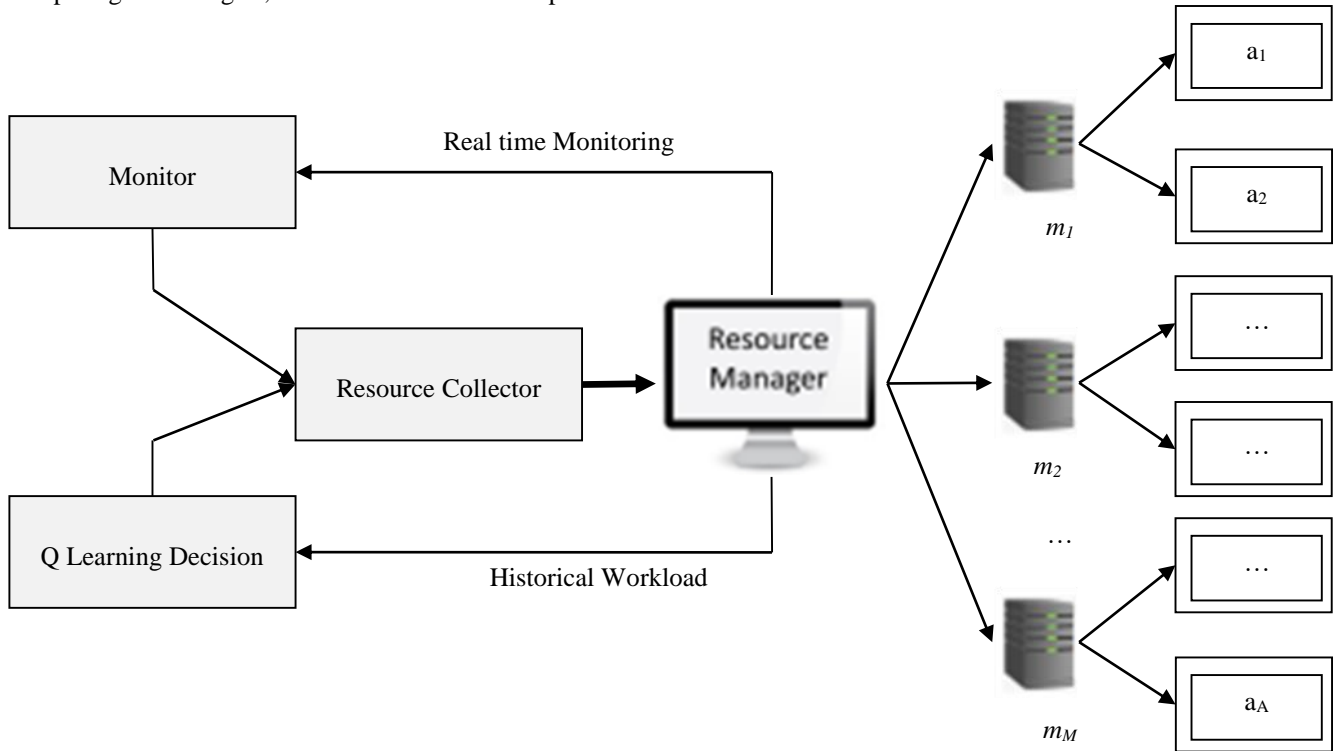 a1
Real time Monitoring
Monitor
a2
m1
…
Resource
Manager
Resource Collector
…
m2
Q Learning Decision
…
…
Historical Workload
aA
mM